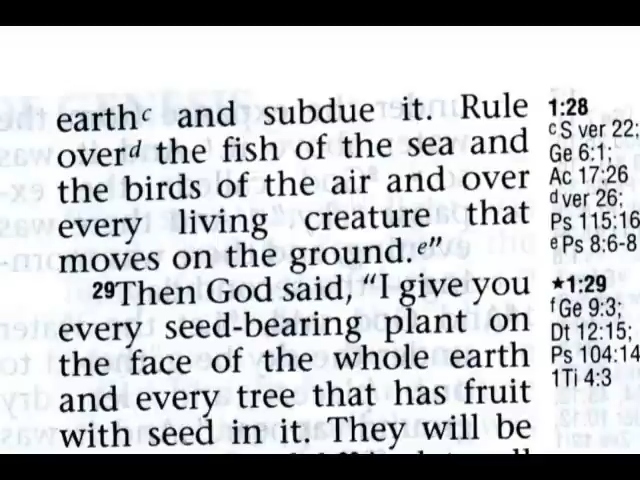 earthᶜ and subdue it. Rule
overᵈ the fish of the sea and
the birds of the air and over
every living creature that
moves on the ground.ᵉ”
²⁹Then God said, “I give you
every seed-bearing plant on
the face of the whole earth
and every tree that has fruit
with seed in it. They will be
1:28
ᶜS ver 22;
Ge 6:1;
Ac 17:26
ᵈver 26;
Ps 115:16
ᵉPs 8:6-8
★1:29
ᶠGe 9:3;
Dt 12:15;
Ps 104:14
1Ti 4:3